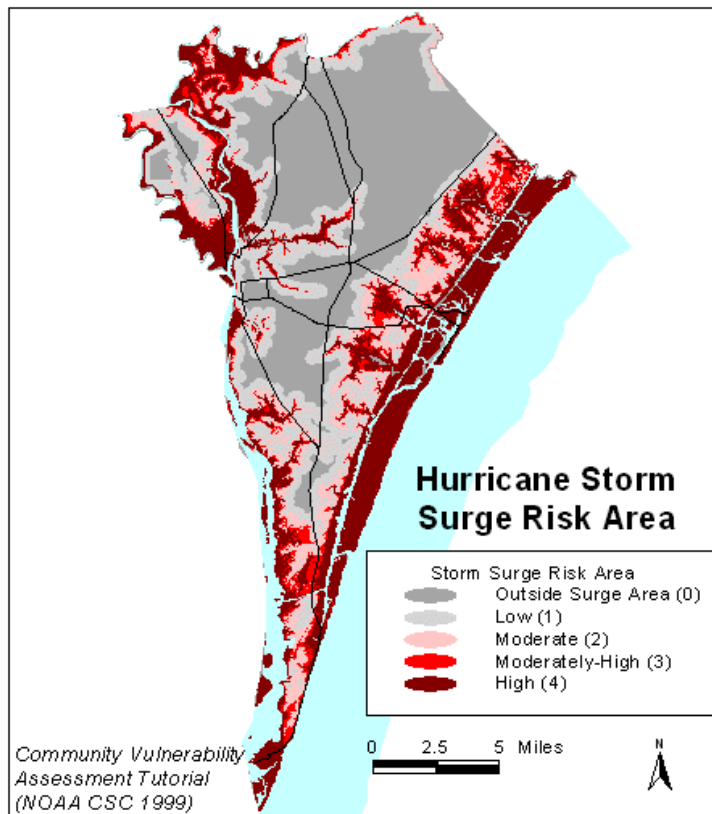 Hurricane Storm
Surge Risk Area
Storm Surge Risk Area
Outside Surge Area (0)
Low (1)
Moderate (2)
Moderately-High (3)
High (4)
0 2.5 5 Miles
N
Community Vulnerability
Assessment Tutorial
(NOAA CSC 1999)